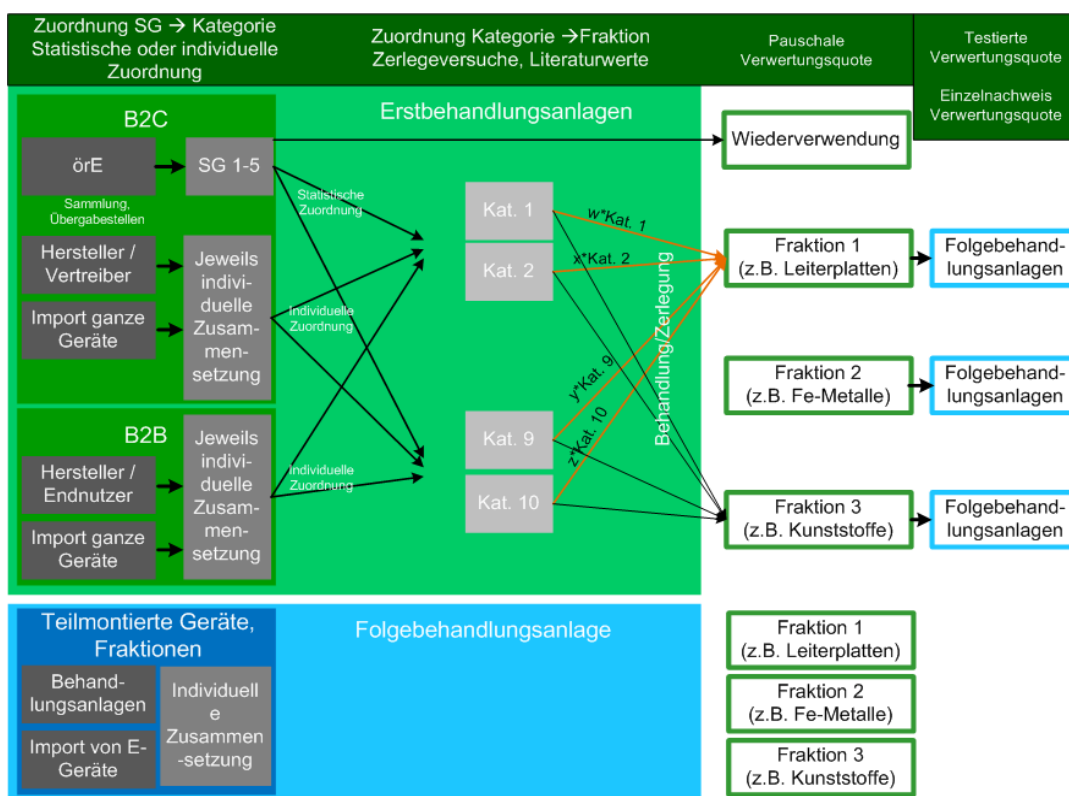 Zuordnung SG → Kategorie
Statistische oder individuelle
Zuordnung
Zuordnung Kategorie →Fraktion
Zerlegeversuche, Literaturwerte
Pauschale
Verwertungsquote
Testierte
Verwertungsquote
Einzelnachweis
Verwertungsquote
B2C
Erstbehandlungsanlagen
örE
SG 1-5
Wiederverwendung
Sammlung,
Übergabestellen
Statistische
Zuordnung
Hersteller /
Vertreiber
Import ganze
Geräte
Jeweils
indivi-
duelle
Zusam-
men-
setzung
Individuelle
Zuordnung
Kat. 1
Kat. 2
w*Kat. 1
x*Kat. 2
Behandlung/Zerlegung
Fraktion 1
(z.B. Leiterplatten)
Folgebehand-
lungsanlagen
Fraktion 2
(z.B. Fe-Metalle)
Folgebehand-
lungsanlagen
B2B
Hersteller /
Endnutzer
Import ganze
Geräte
Jeweils
indivi-
duelle
Zusam-
men-
setzung
Individuelle
Zuordnung
Kat. 9
Kat. 10
y*Kat. 9
z*Kat. 10
Fraktion 3
(z.B. Kunststoffe)
Folgebehand-
lungsanlagen
Teilmontierte Geräte,
Fraktionen
Folgebehandlungsanlage
Behand-
lungsanlagen
Import von E-
Geräte
Individuell
e
Zusammen
-setzung
Fraktion 1
(z.B. Leiterplatten)
Fraktion 2
(z.B. Fe-Metalle)
Fraktion 3
(z.B. Kunststoffe)